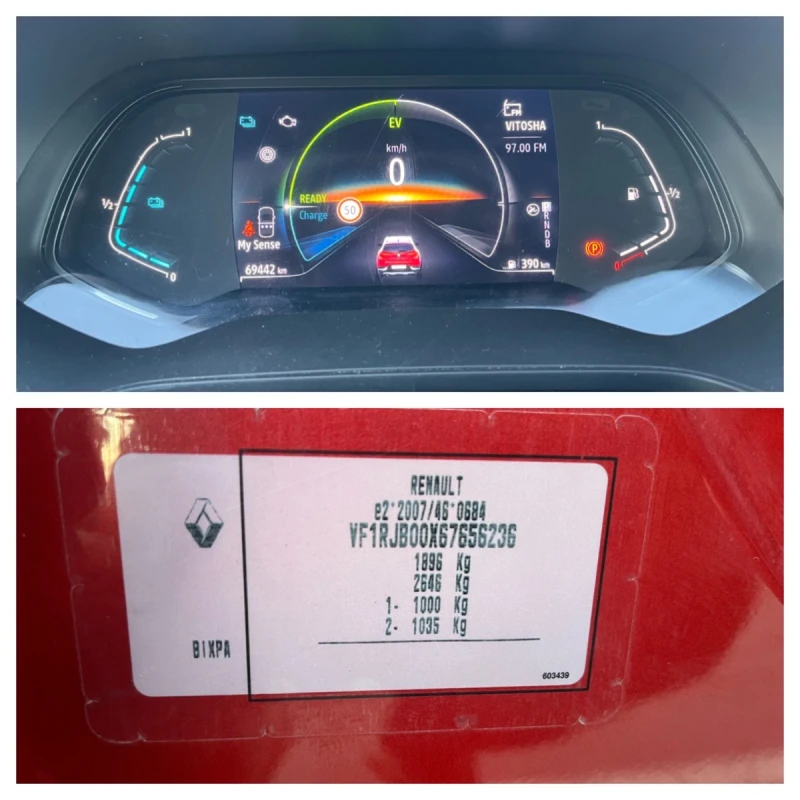 EV
FM
VITOSHA
97.00 FM
km/h
0
READY
Charge
50
My Sense
69442 km
390 km
P
R
N
D
B
1
1/2
0
1
1/2
0
P
RENAULT
e2*2007/46*0684
VF1RJB00X67656236
1896 Kg
2646 Kg
1- 1000 Kg
2- 1035 Kg
BIXPA
603439